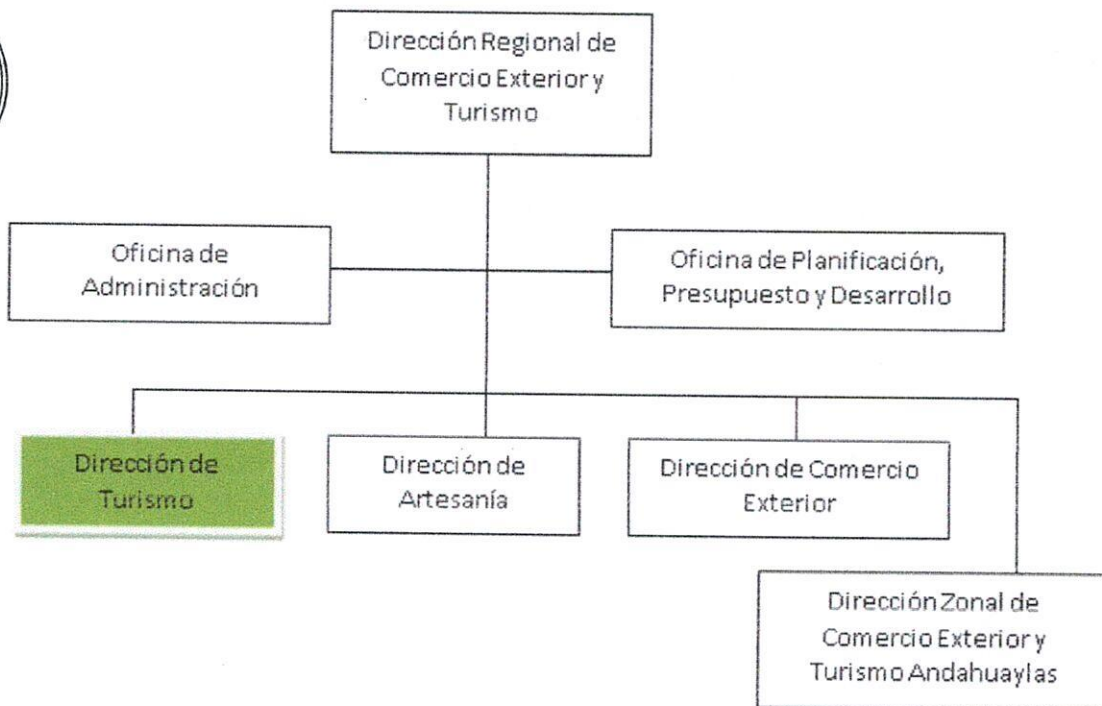 Dirección Regional de
Comercio Exterior y
Turismo
Oficina de
Administración
Oficina de Planificación,
Presupuesto y Desarrollo
Dirección de
Turismo
Dirección de
Artesanía
Dirección de Comercio
Exterior
Dirección Zonal de
Comercio Exterior y
Turismo Andahuaylas